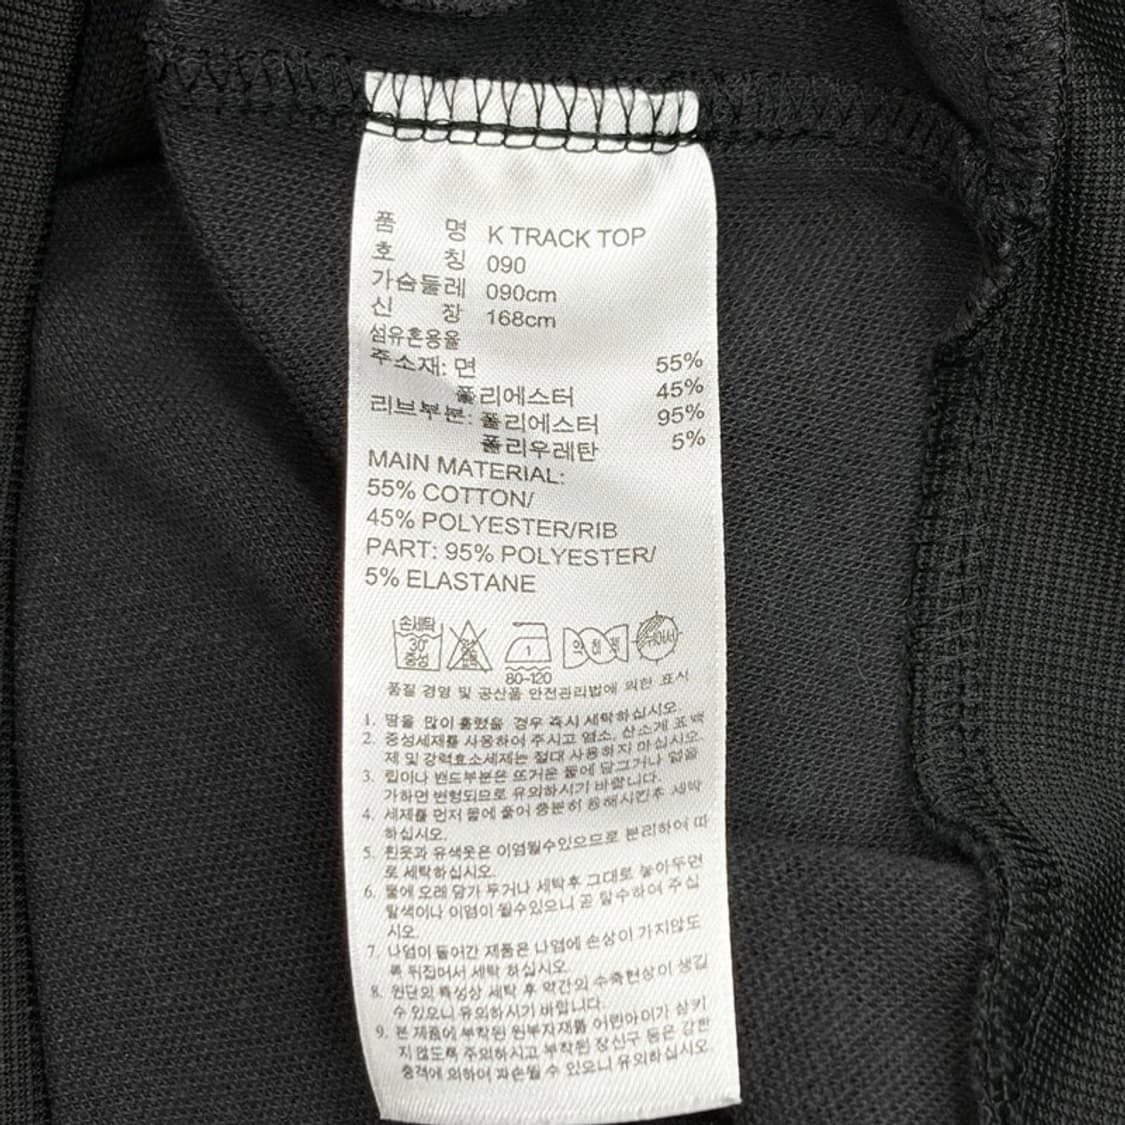 품 명 K TRACK TOP
호 칭 090
가슴둘레 090cm
신 장 168cm
섬유혼용율
주소재: 면 55%
폴리에스터 45%
리브부분: 폴리에스터 95%
폴리우레탄 5%
MAIN MATERIAL:
55% COTTON/
45% POLYESTER/RIB
PART: 95% POLYESTER/
5% ELASTANE
손세탁
30°
중성
1
80-120
약 하 게
뉘어서
품질 경영 및 공산품 안전관리법에 의한 표시
1. 땀을 많이 흘렸을 경우 즉시 세탁하십시오.
2. 중성세재를 사용하여 주시고 염소, 산소계 표백
제 및 강력효소세제는 절대 사용하지 마십시오.
3. 립이나 밴드부분은 뜨거운 물에 담그거나 열을
가하면 변형되므로 유의하시기 바랍니다.
4. 세제를 먼저 물에 풀어 충분히 용해시킨후 세탁
하십시오.
5. 흰옷과 유색옷은 이염될수있으므로 분리하여 따
로 세탁하십시오.
6. 물에 오래 담가 두거나 세탁후 그대로 놓아두면
탈색이나 이염이 될수있으니 곧 탈수하여 주십
시오.
7. 나염이 들어간 제품은 나염에 손상이 가지않도
록 뒤집어서 세탁 하십시오.
8. 원단의 특성상 세탁 후 약간의 수축현상이 생길
수 있으니 유의하시기 바랍니다.
9. 본 제품에 부착된 원부자재를 어린아이가 삼키
지 않도록 주의하시고 부착된 장신구 등은 강한
충격에 의하여 파손될 수 있으니 유의하십시오.